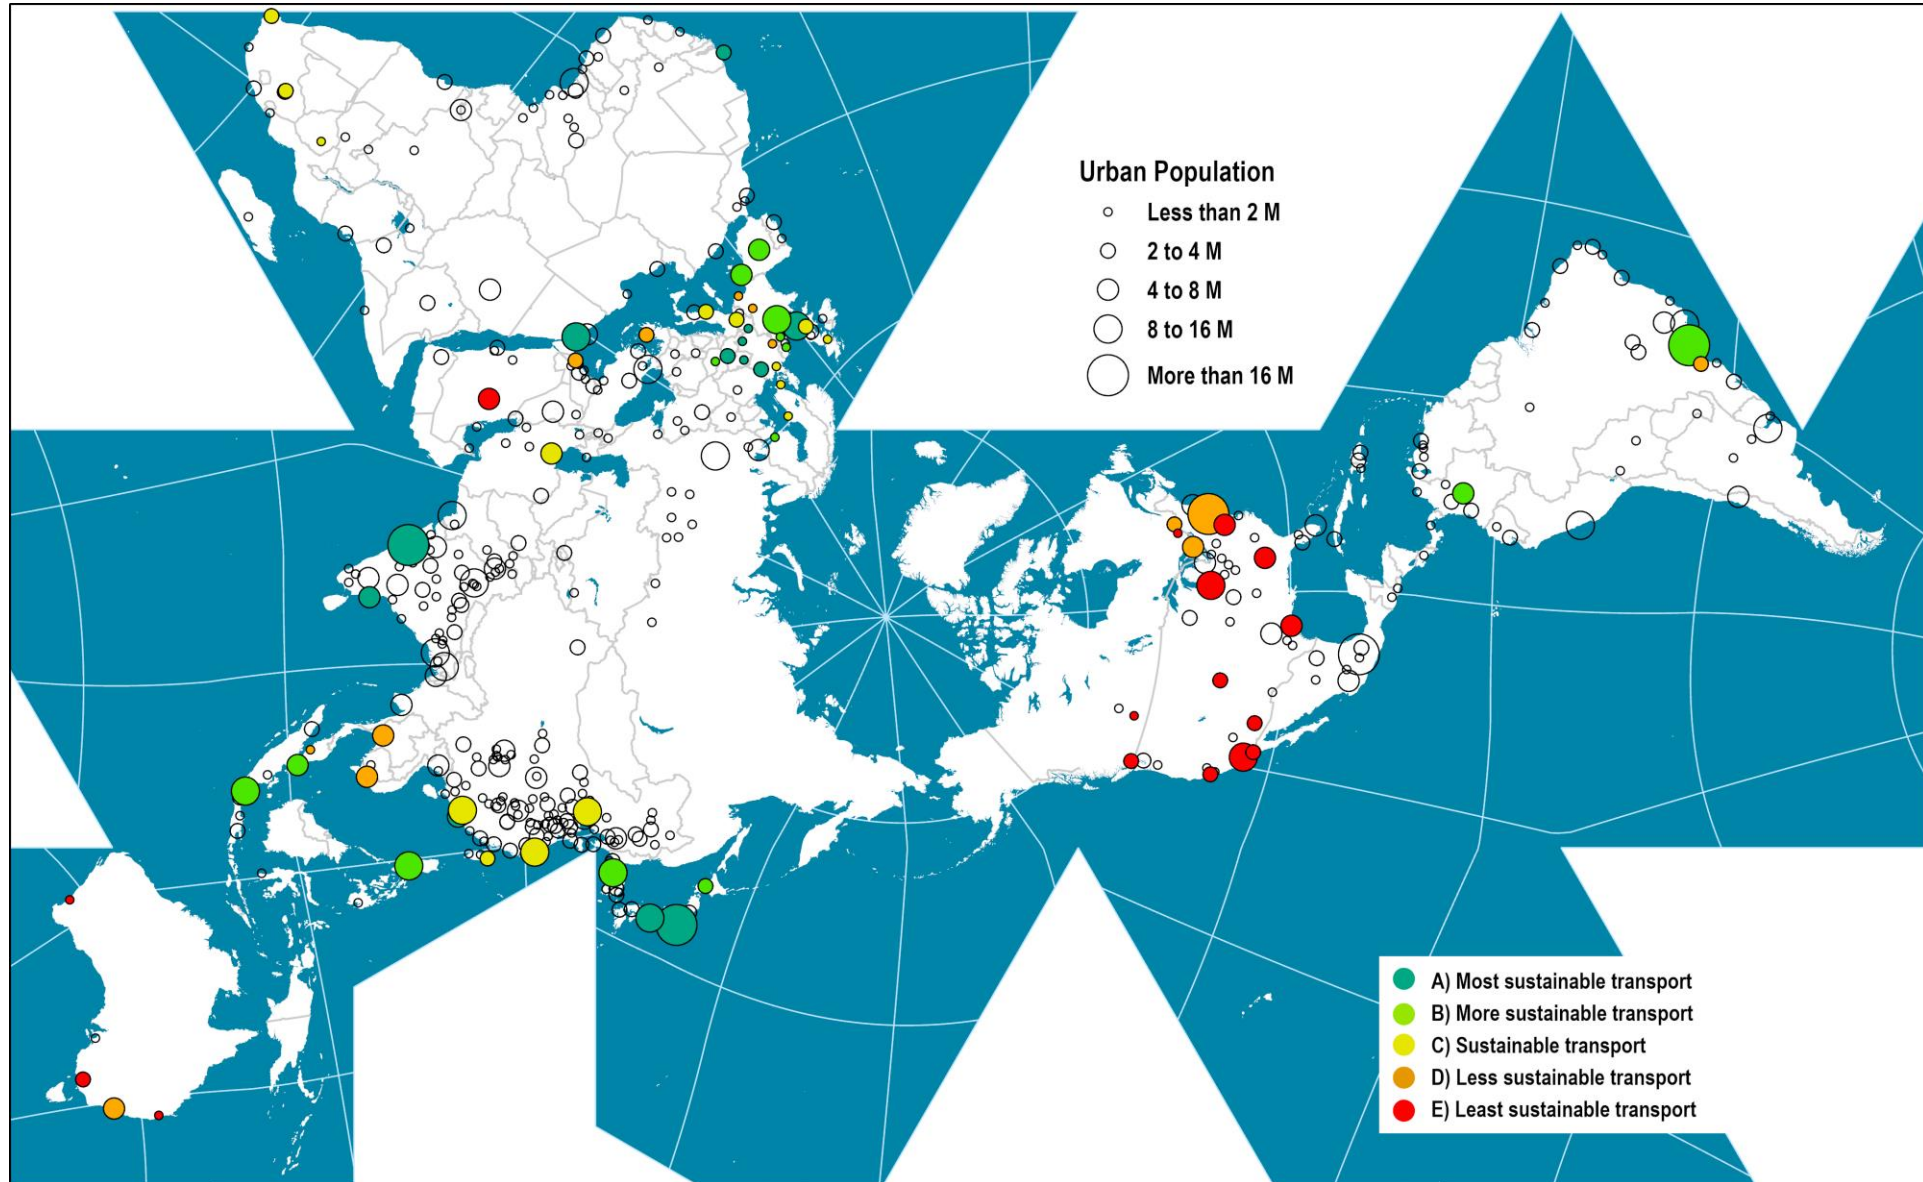 Urban Population
Less than 2 M
2 to 4 M
4 to 8 M
8 to 16 M
More than 16 M
A) Most sustainable transport
B) More sustainable transport
C) Sustainable transport
D) Less sustainable transport
E) Least sustainable transport